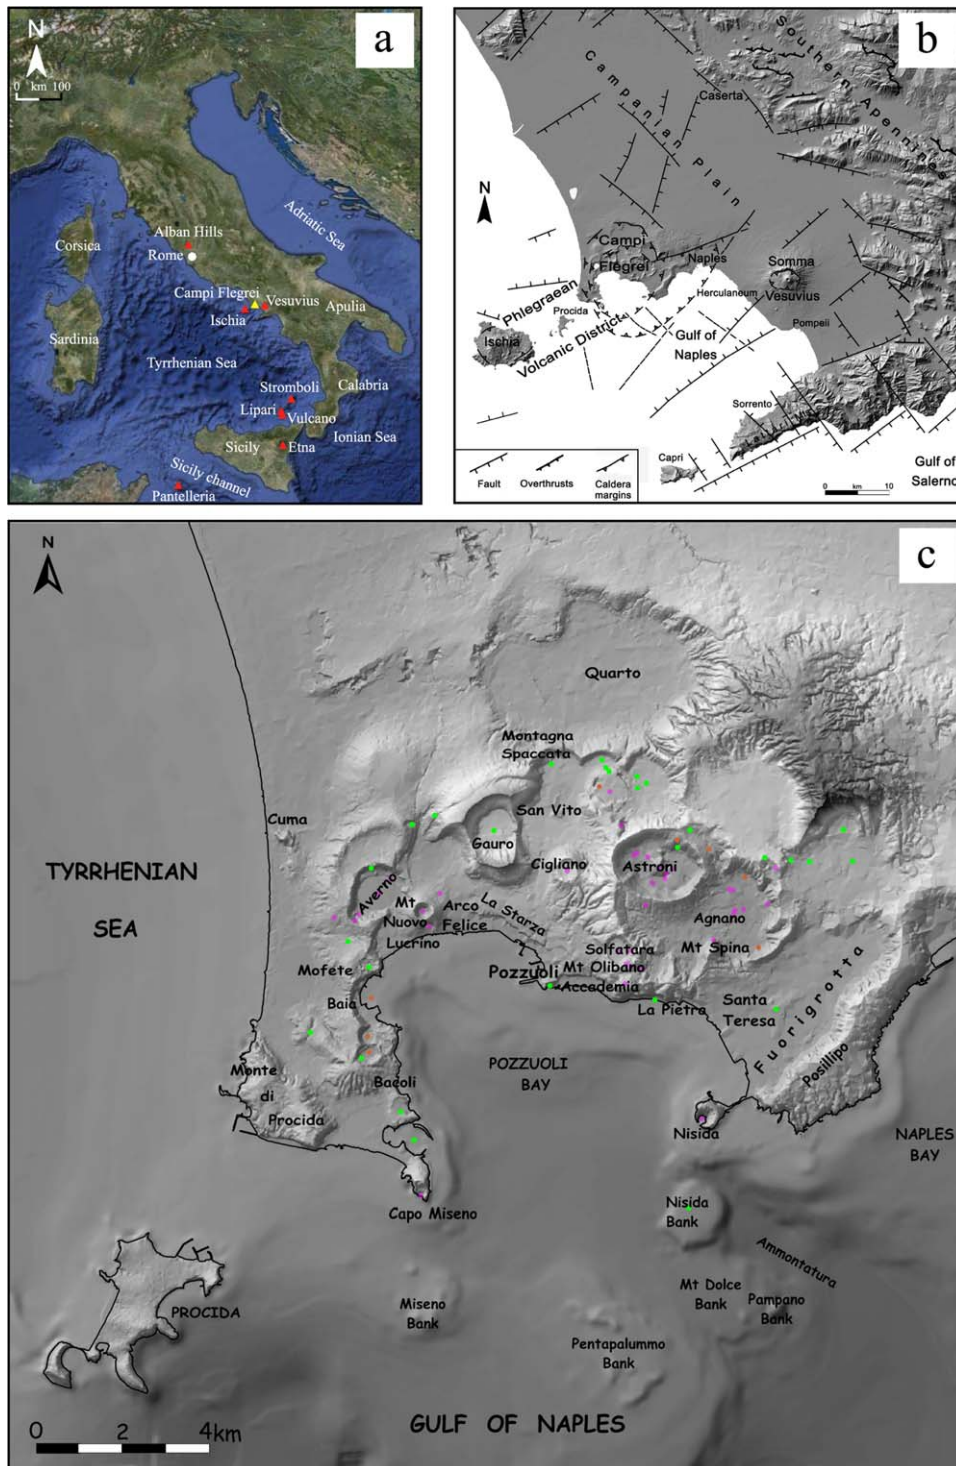 a
N
0 km 100
Adriatic Sea
Corsica
Alban Hills
Rome
Campi Flegrei
Vesuvius
Apulia
Ischia
Sardinia
Tyrrhenian Sea
Stromboli
Calabria
Lipari
Vulcano
Ionian Sea
Sicily
Etna
Sicily channel
Pantelleria
b
Southern Apennines
Campanian Plain
Caserta
N
Campi
Flegrei
Naples
Somma
Vesuvius
Herculaneum
Phlegraean
Volcanic District
Procida
Ischia
Pompeii
Gulf of
Naples
Sorrento
Capri
Gulf of
Salerno
Fault
Overthrusts
Caldera
margins
0 km 10
c
N
Quarto
Montagna
Spaccata
San Vito
Cuma
Gauro
TYRRHENIAN
SEA
Cigliano
Astroni
Averno
Mt
Nuovo
Arco
Felice
La Starza
Agnano
Lucrino
Solfatara
Mt Spina
Mofete
Pozzuoli
Mt Olibano
Accademia
Baia
La Pietra
Santa
Teresa
Fuorigrotta
Posillipo
POZZUOLI
BAY
Monte
di
Procida
Bacoli
Nisida
NAPLES
BAY
Capo Miseno
Nisida
Bank
Ammontatura
Mt Dolce
Bank
Pampano
Bank
PROCIDA
Miseno
Bank
Pentapalummo
Bank
GULF OF NAPLES
0 2 4km